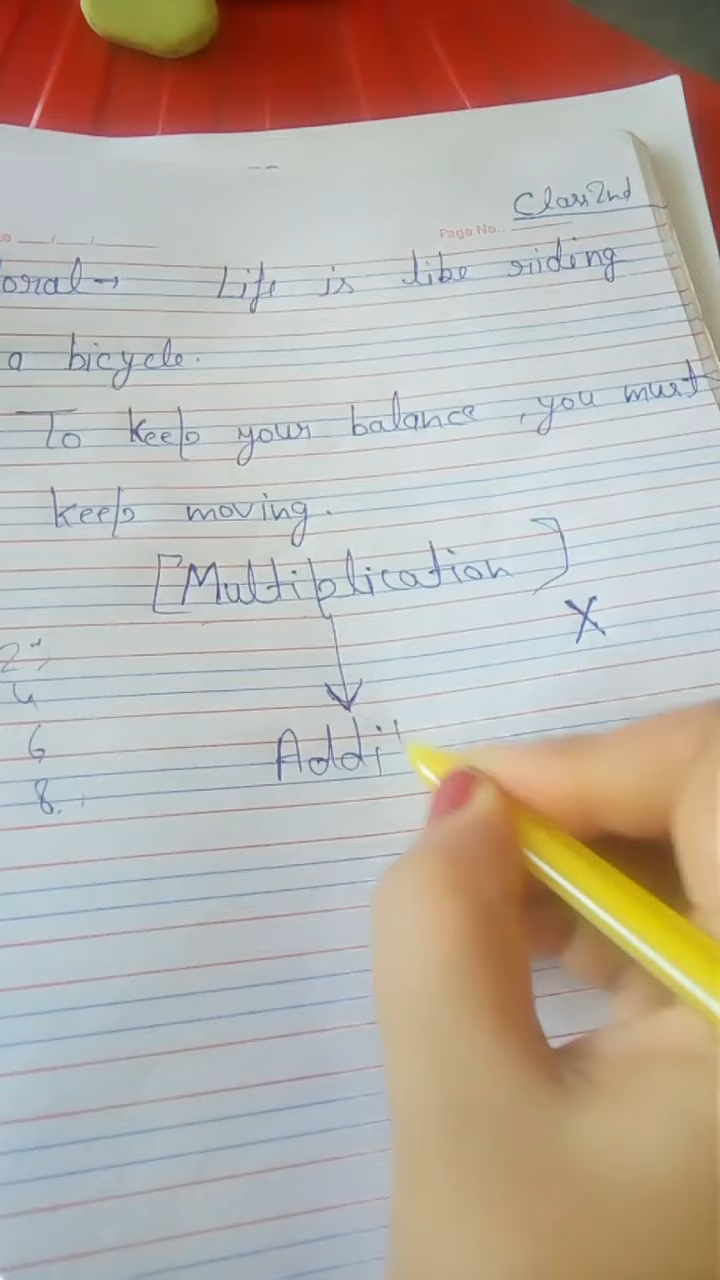 Class 2nd
Page No.:
oral → Life is like riding
a bicycle.
To keep your balance, you must
keep moving.
[Multiplication]
X
2
4
6
8.
Addit